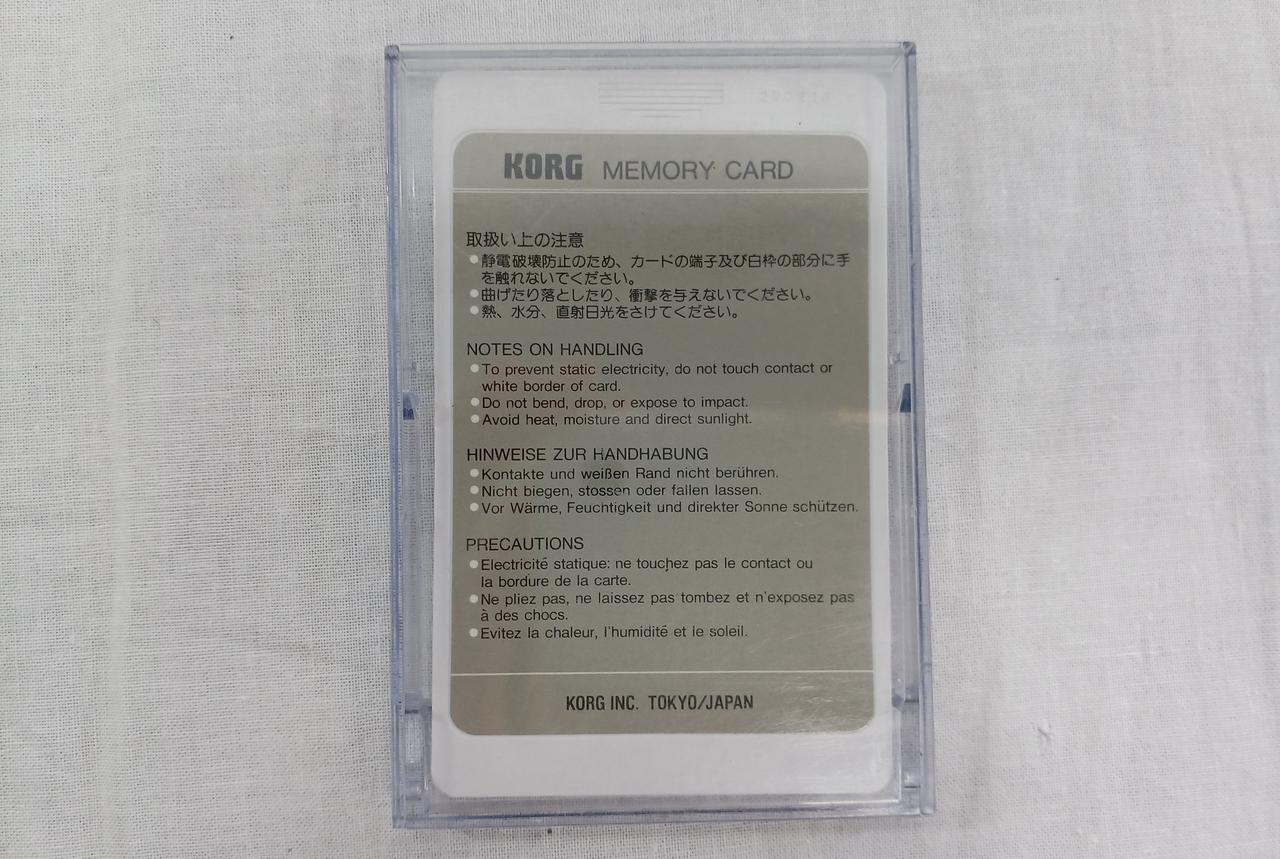 KORG MEMORY CARD
取扱い上の注意
●静電破壊防止のため、カードの端子及び白枠の部分に手
を触れないでください。
●曲げたり落としたり、衝撃を与えないでください。
●熱、水分、直射日光をさけてください。
NOTES ON HANDLING
●To prevent static electricity, do not touch contact or
white border of card.
●Do not bend, drop, or expose to impact.
●Avoid heat, moisture and direct sunlight.
HINWEISE ZUR HANDHABUNG
●Kontakte und weißen Rand nicht berühren.
●Nicht biegen, stossen oder fallen lassen.
●Vor Wärme, Feuchtigkeit und direkter Sonne schützen.
PRECAUTIONS
●Electricité statique: ne touchez pas le contact ou
la bordure de la carte.
●Ne pliez pas, ne laissez pas tombez et n'exposez pas
à des chocs.
●Evitez la chaleur, l'humidité et le soleil.
KORG INC. TOKYO/JAPAN